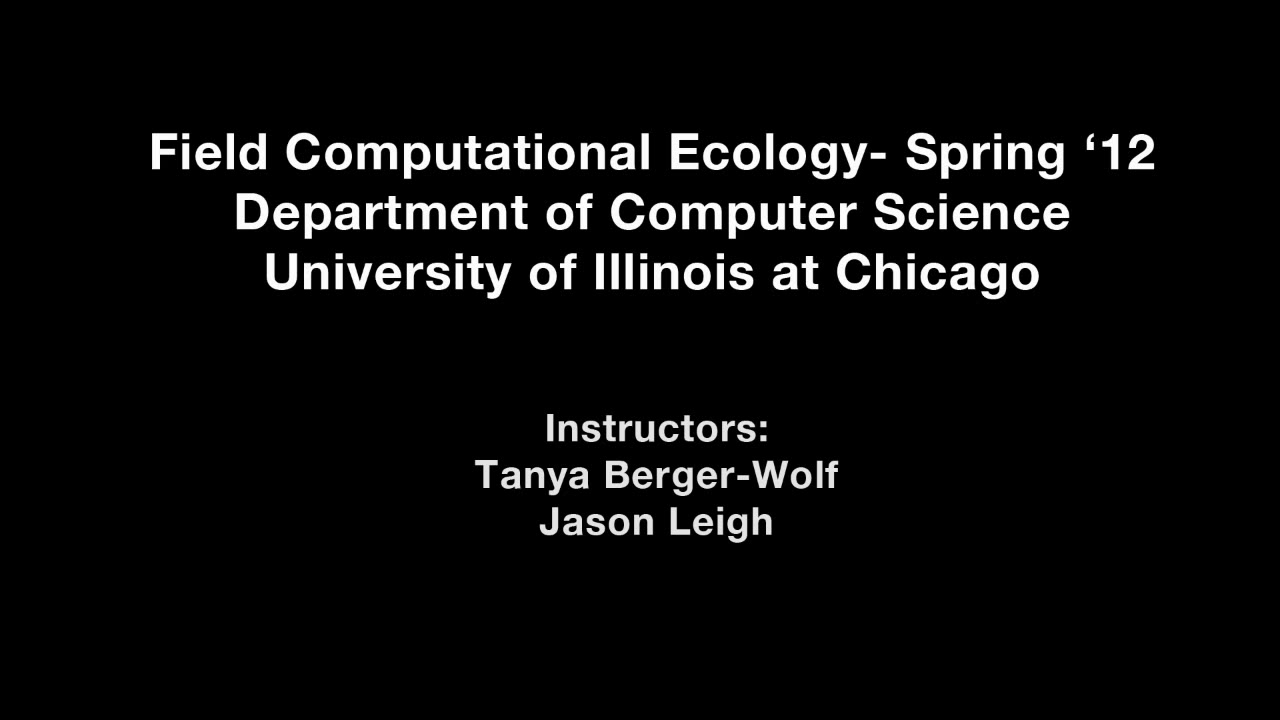 Field Computational Ecology- Spring ‘12
Department of Computer Science
University of Illinois at Chicago
Instructors:
Tanya Berger-Wolf
Jason Leigh